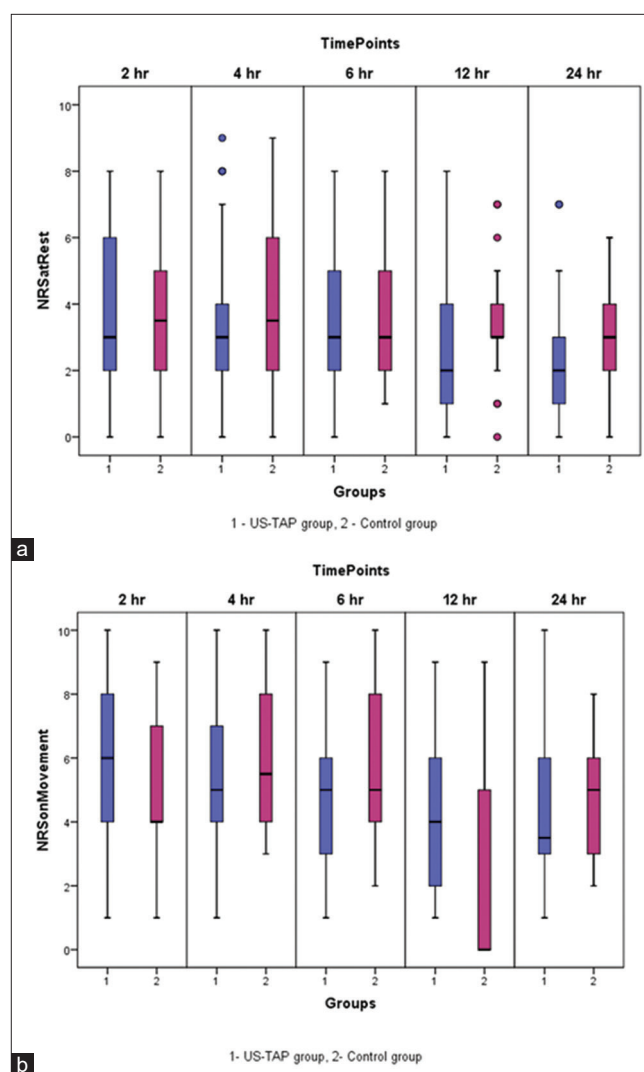 TimePoints
2 hr 4 hr 6 hr 12 hr 24 hr
10
8
6
4
2
0
NRSatRest
1 2 1 2 1 2 1 2 1 2
Groups
1 - US-TAP group, 2 - Control group
a
TimePoints
2 hr 4 hr 6 hr 12 hr 24 hr
10
8
6
4
2
0
NRSonMovement
1 2 1 2 1 2 1 2 1 2
Groups
1- US-TAP group, 2- Control group
b